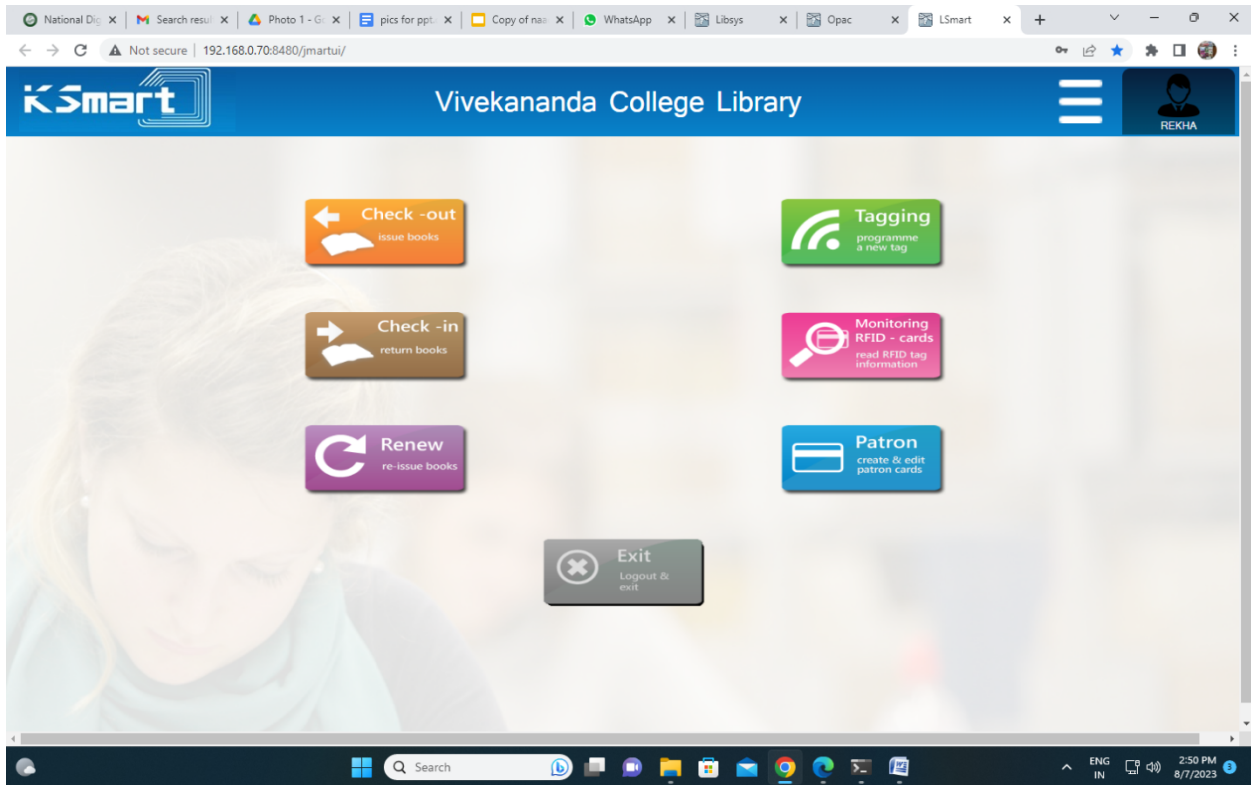 National Dig
Search resul
Photo 1 - Go
pics for ppt.
Copy of naa
WhatsApp
Libsys
Opac
LSmart
Not secure | 192.168.0.70:8480/jmartui/
KSmart
Vivekananda College Library
REKHA
Check -out
issue books
Tagging
programme
a new tag
Check -in
return books
Monitoring
RFID - cards
read RFID tag
information
Renew
re-issue books
Patron
create & edit
patron cards
Exit
Logout &
exit
Search
ENG
IN
2:50 PM
8/7/2023
3